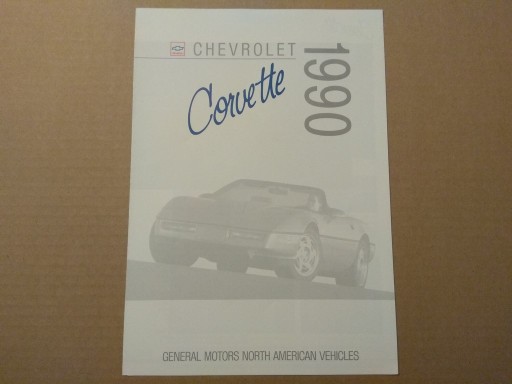 CHEVROLET
Corvette
1990
GENERAL MOTORS NORTH AMERICAN VEHICLES